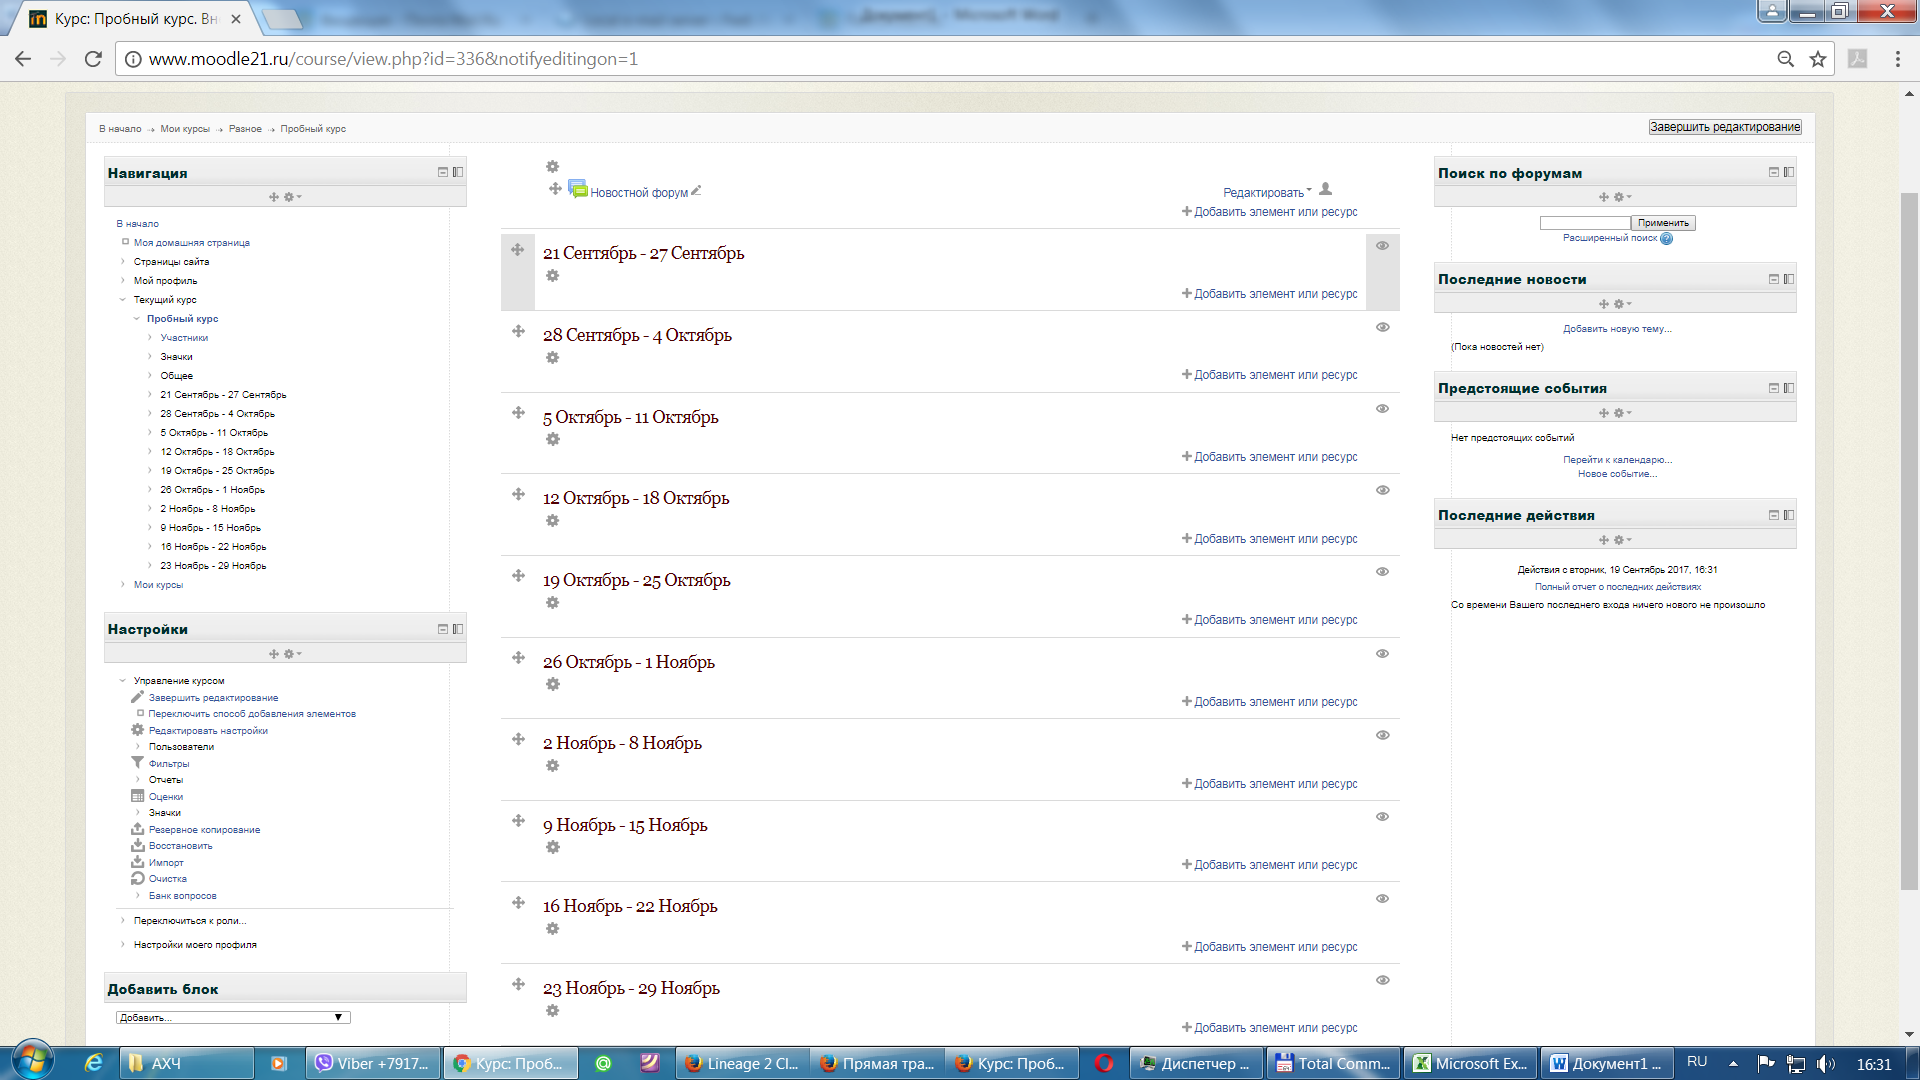 Курс: Пробный курс. Вн
www.moodle21.ru/course/view.php?id=336&notifyeditingon=1
В начало → Мои курсы → Разное → Пробный курс
Завершить редактирование
Навигация
В начало
Моя домашняя страница
Страницы сайта
Мой профиль
Текущий курс
Пробный курс
Участники
Значки
Общее
21 Сентябрь - 27 Сентябрь
28 Сентябрь - 4 Октябрь
5 Октябрь - 11 Октябрь
12 Октябрь - 18 Октябрь
19 Октябрь - 25 Октябрь
26 Октябрь - 1 Ноябрь
2 Ноябрь - 8 Ноябрь
9 Ноябрь - 15 Ноябрь
16 Ноябрь - 22 Ноябрь
23 Ноябрь - 29 Ноябрь
Мои курсы
Настройки
Управление курсом
Завершить редактирование
Переключить способ добавления элементов
Редактировать настройки
Пользователи
Фильтры
Отчеты
Оценки
Значки
Резервное копирование
Восстановить
Импорт
Очистка
Банк вопросов
Переключиться к роли...
Настройки моего профиля
Добавить блок
Добавить...
Новостной форум
Редактировать
Добавить элемент или ресурс
21 Сентябрь - 27 Сентябрь
Добавить элемент или ресурс
28 Сентябрь - 4 Октябрь
Добавить элемент или ресурс
5 Октябрь - 11 Октябрь
Добавить элемент или ресурс
12 Октябрь - 18 Октябрь
Добавить элемент или ресурс
19 Октябрь - 25 Октябрь
Добавить элемент или ресурс
26 Октябрь - 1 Ноябрь
Добавить элемент или ресурс
2 Ноябрь - 8 Ноябрь
Добавить элемент или ресурс
9 Ноябрь - 15 Ноябрь
Добавить элемент или ресурс
16 Ноябрь - 22 Ноябрь
Добавить элемент или ресурс
23 Ноябрь - 29 Ноябрь
Добавить элемент или ресурс
Поиск по форумам
Применить
Расширенный поиск
Последние новости
Добавить новую тему...
(Пока новостей нет)
Предстоящие события
Нет предстоящих событий
Перейти к календарю...
Новое событие...
Последние действия
Действия с вторник, 19 Сентябрь 2017, 16:31
Полный отчет о последних действиях
Со времени Вашего последнего входа ничего нового не произошло
АХЧ
Viber +7917...
Курс: Проб...
Lineage 2 Cl...
Прямая тра...
Курс: Проб...
Диспетчер ...
Total Comm...
Microsoft Ex...
Документ1 ...
RU
16:31